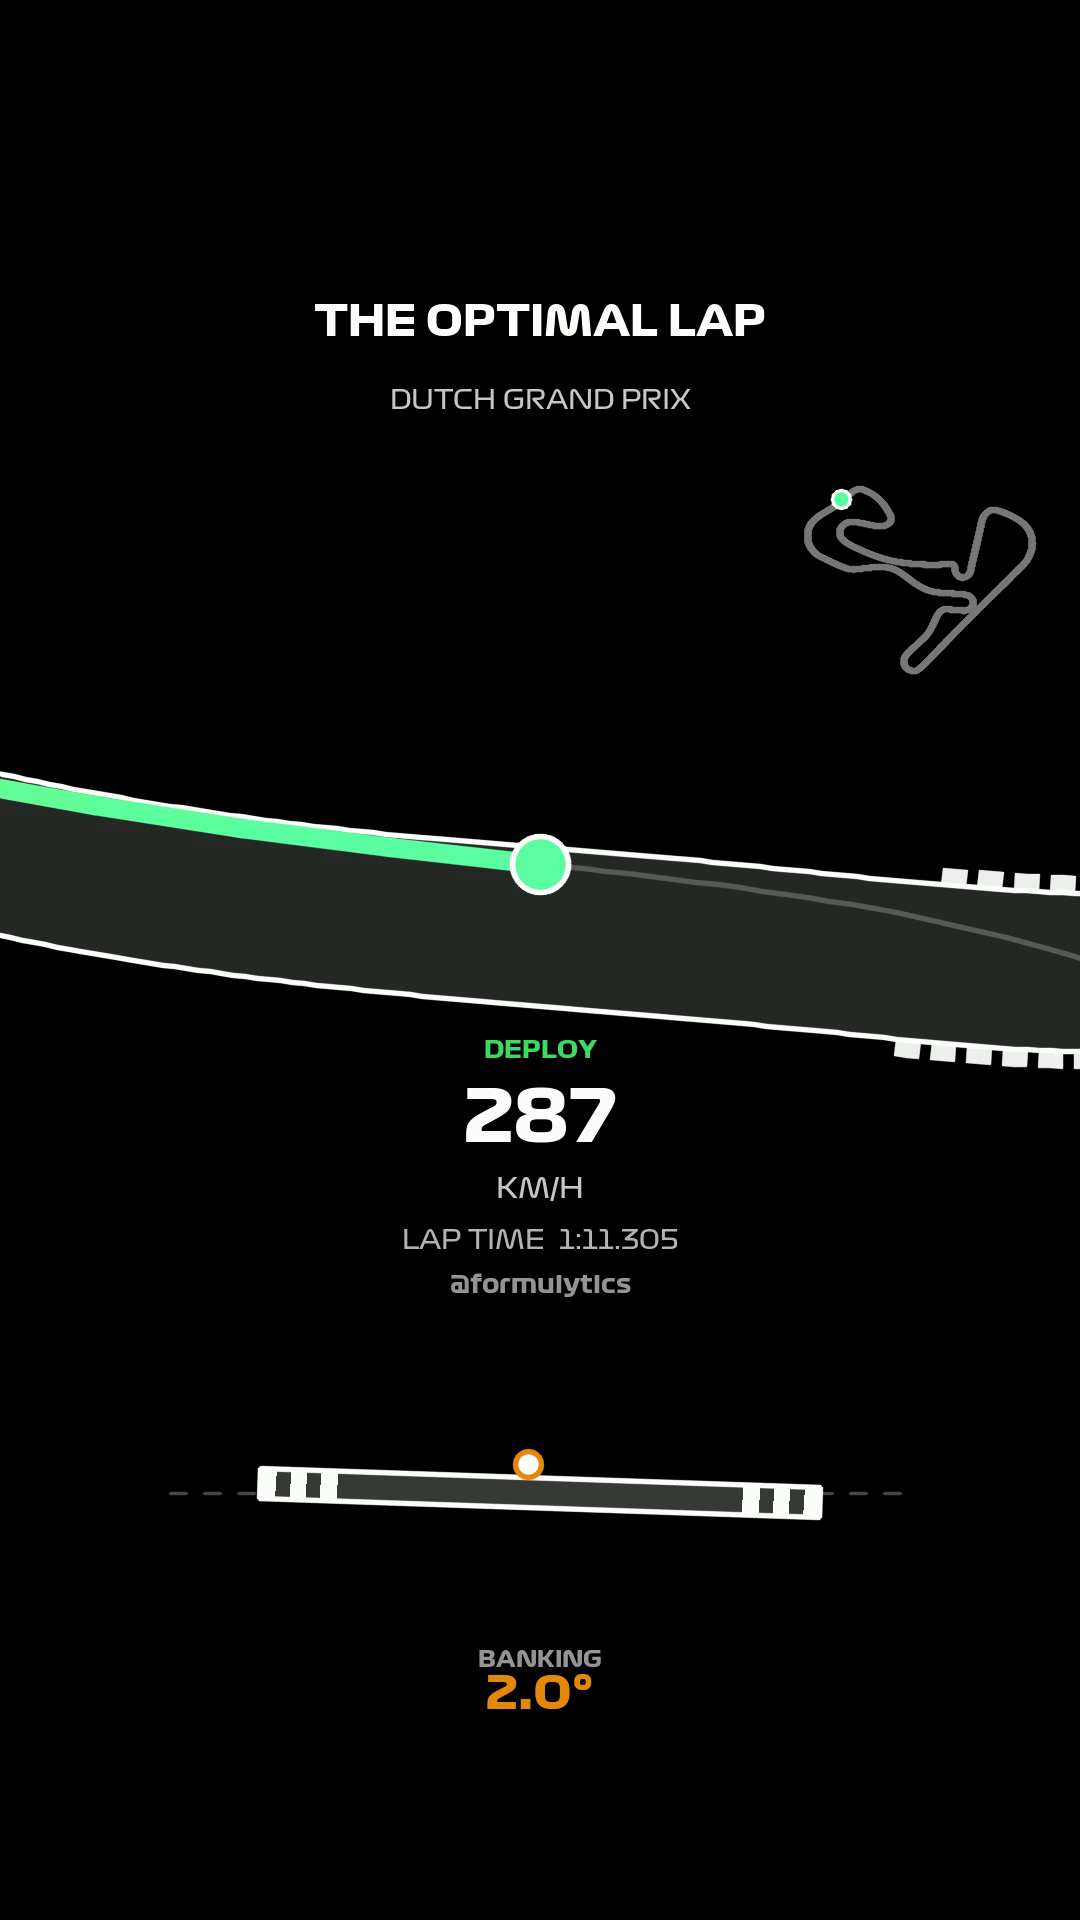 THE OPTIMAL LAP
DUTCH GRAND PRIX
DEPLOY
287
KM/H
LAP TIME 1:11.305
@formulytics
BANKING
2.0°